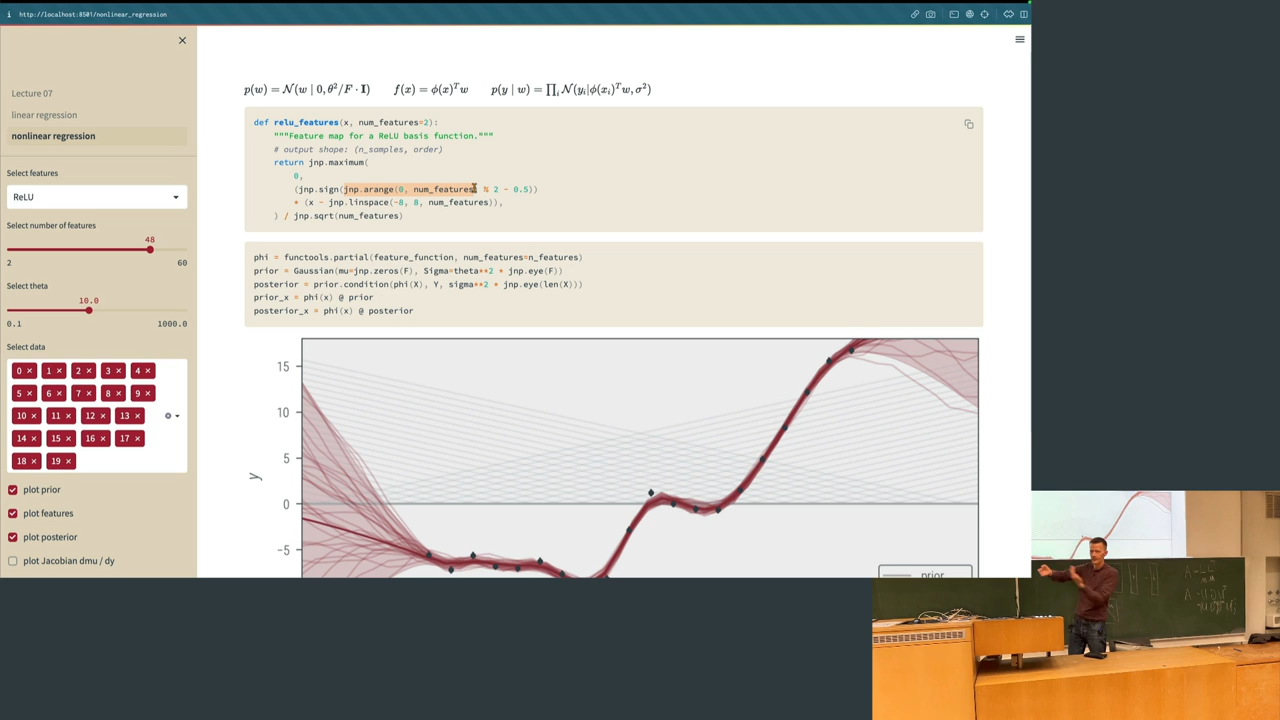 http://localhost:8501/nonlinear_regression
Lecture 07
linear regression
nonlinear regression
Select features
ReLU
Select number of features
48
2 60
Select theta
10.0
0.1 1000.0
Select data
0 × 1 × 2 × 3 × 4 ×
5 × 6 × 7 × 8 × 9 ×
10 × 11 × 12 × 13 ×
14 × 15 × 16 × 17 ×
18 × 19 ×
plot prior
plot features
plot posterior
plot Jacobian dmu / dy
p(w) = 𝒩(w | 0, θ²/F · I) f(x) = ϕ(x)ᵀw p(y | w) = ∏ᵢ 𝒩(yᵢ|ϕ(xᵢ)ᵀw, σ²)
def relu_features(x, num_features=2):
"""Feature map for a ReLU basis function."""
# output shape: (n_samples, order)
return jnp.maximum(
0,
(jnp.sign(jnp.arange(0, num_features) % 2 - 0.5))
* (x - jnp.linspace(-8, 8, num_features)),
) / jnp.sqrt(num_features)
phi = functools.partial(feature_function, num_features=n_features)
prior = Gaussian(mu=jnp.zeros(F), Sigma=theta**2 * jnp.eye(F))
posterior = prior.condition(phi(X), Y, sigma**2 * jnp.eye(len(X)))
prior_x = phi(x) @ prior
posterior_x = phi(x) @ posterior
15
10
5
0
−5
y
prior